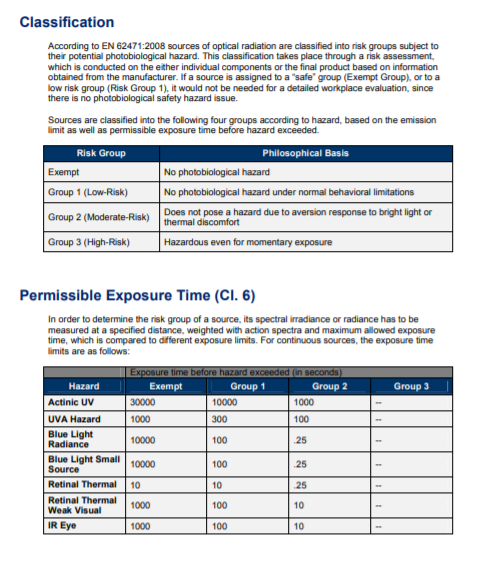 Classification
According to EN 62471:2008 sources of optical radiation are classified into risk groups subject to
their potential photobiological hazard. This classification takes place through a risk assessment,
which is conducted on the either individual components or the final product based on information
obtained from the manufacturer. If a source is assigned to a "safe" group (Exempt Group), or to a
low risk group (Risk Group 1), it would not be needed for a detailed workplace evaluation, since
there is no photobiological safety hazard issue.
Sources are classified into the following four groups according to hazard, based on the emission
limit as well as permissible exposure time before hazard exceeded.
Risk Group Philosophical Basis
Exempt No photobiological hazard
Group 1 (Low-Risk) No photobiological hazard under normal behavioral limitations
Group 2 (Moderate-Risk) Does not pose a hazard due to aversion response to bright light or
thermal discomfort
Group 3 (High-Risk) Hazardous even for momentary exposure
Permissible Exposure Time (Cl. 6)
In order to determine the risk group of a source, its spectral irradiance or radiance has to be
measured at a specified distance, weighted with action spectra and maximum allowed exposure
time, which is compared to different exposure limits. For continuous sources, the exposure time
limits are as follows:
Exposure time before hazard exceeded (in seconds)
Hazard Exempt Group 1 Group 2 Group 3
Actinic UV 30000 10000 1000 --
UVA Hazard 1000 300 100 --
Blue Light
Radiance 10000 100 .25 --
Blue Light Small
Source 10000 100 .25 --
Retinal Thermal 10 10 .25 --
Retinal Thermal
Weak Visual 1000 100 10 --
IR Eye 1000 100 10 --